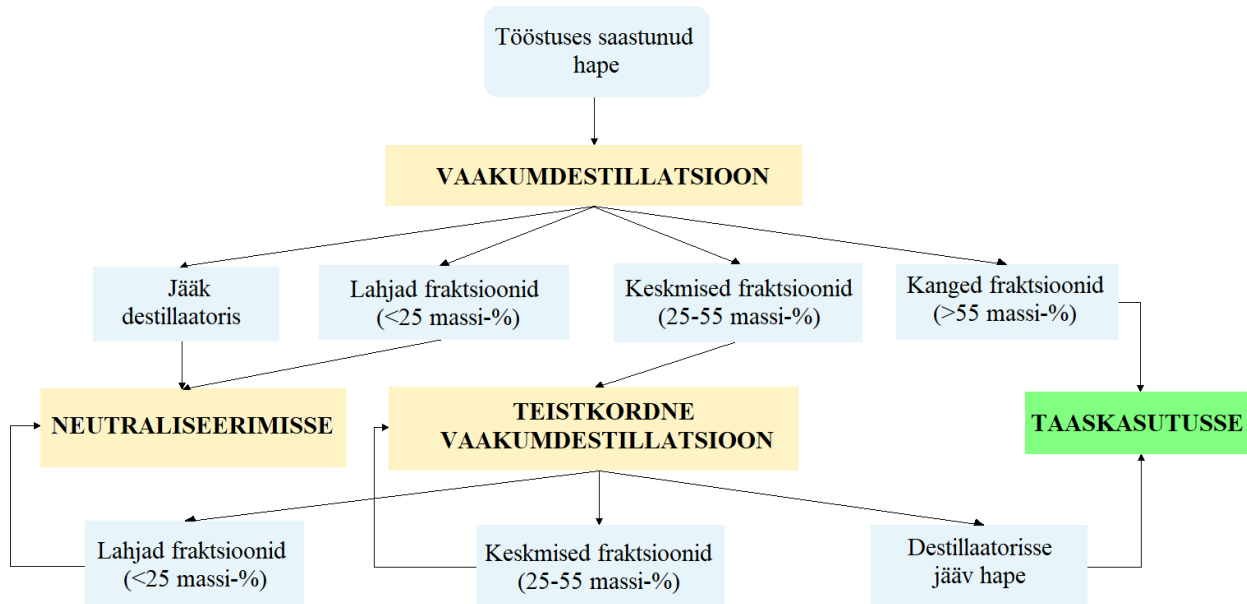 Tööstuses saastunud
hape
VAAKUMDESTILLATSIOON
Jääk
destillaatoris
Lahjad fraktsioonid
(<25 massi-%)
Keskmised fraktsioonid
(25-55 massi-%)
Kanged fraktsioonid
(>55 massi-%)
NEUTRALISEERIMISSE
TEISTKORDNE
VAAKUMDESTILLATSIOON
TAASKASUTUSSE
Lahjad fraktsioonid
(<25 massi-%)
Keskmised fraktsioonid
(25-55 massi-%)
Destillaatorisse
jääv hape